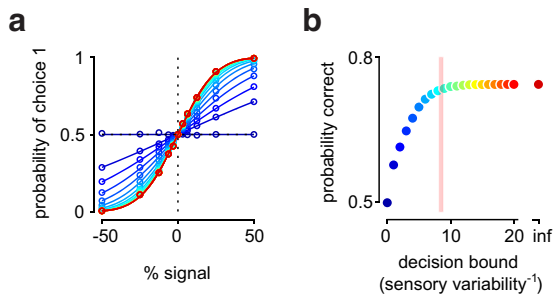 a
probability of choice 1
1
0.5
0
-50
0
50
% signal
b
probability correct
0.8
0.5
0
10
20
inf
decision bound
(sensory variability⁻¹)